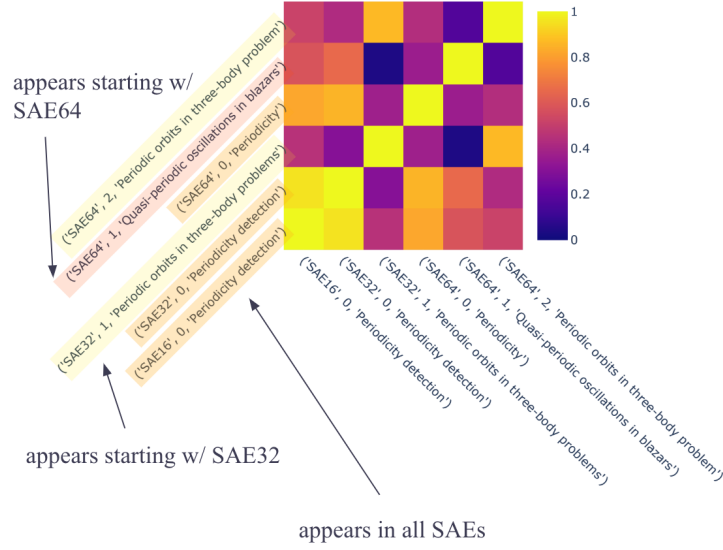 appears starting w/
SAE64
('SAE64', 2, 'Periodic orbits in three-body problem')
('SAE64', 1, 'Quasi-periodic oscillations in blazars')
('SAE64', 0, 'Periodicity')
('SAE32', 1, 'Periodic orbits in three-body problems')
('SAE32', 0, 'Periodicity detection')
('SAE16', 0, 'Periodicity detection')
1
0.8
0.6
0.4
0.2
0
('SAE16', 0, 'Periodicity detection')
('SAE32', 0, 'Periodicity detection')
('SAE32', 1, 'Periodic orbits in three-body problems')
('SAE64', 0, 'Periodicity')
('SAE64', 1, 'Quasi-periodic oscillations in blazars')
('SAE64', 2, 'Periodic orbits in three-body problem')
appears starting w/ SAE32
appears in all SAEs